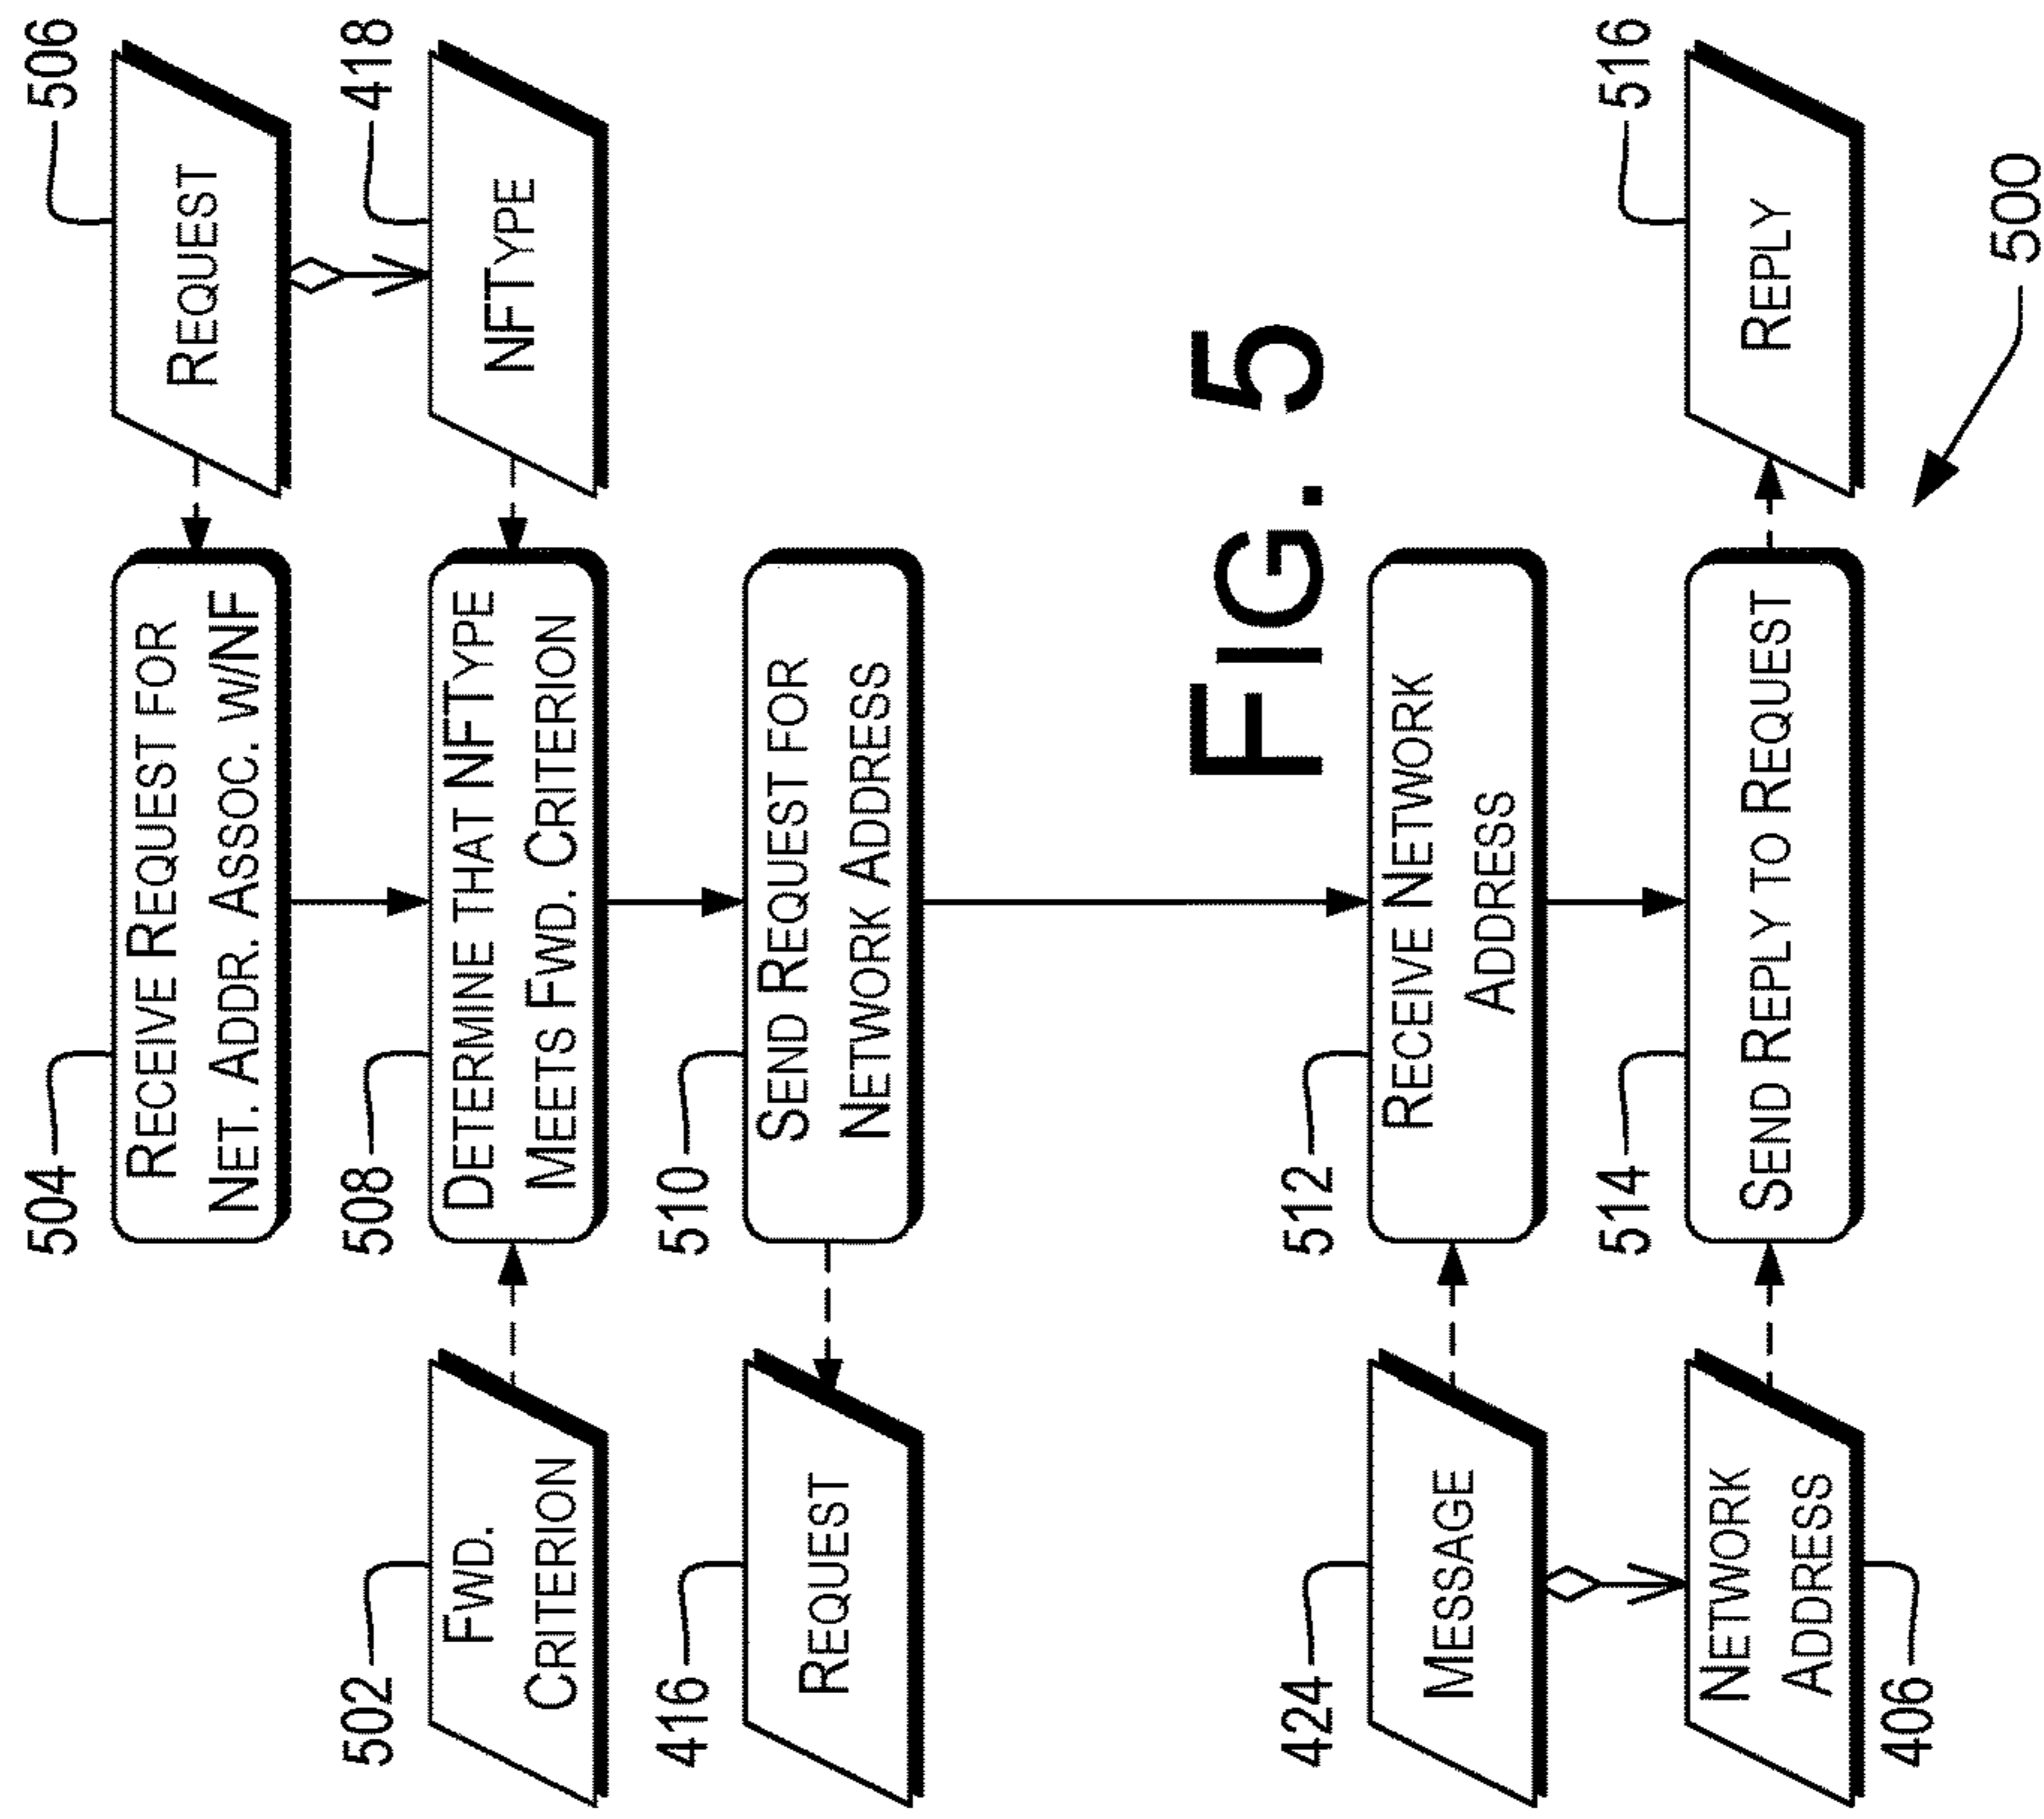 506
REQUEST
504
RECEIVE REQUEST FOR
NET. ADDR. ASSOC. W/NF
418
NFTYPE
508
DETERMINE THAT NFTYPE
MEETS FWD. CRITERION
502
FWD.
CRITERION
510
SEND REQUEST FOR
NETWORK ADDRESS
416
REQUEST
FIG. 5
512
RECEIVE NETWORK
ADDRESS
424
MESSAGE
516
REPLY
514
SEND REPLY TO REQUEST
NETWORK
ADDRESS
406
500